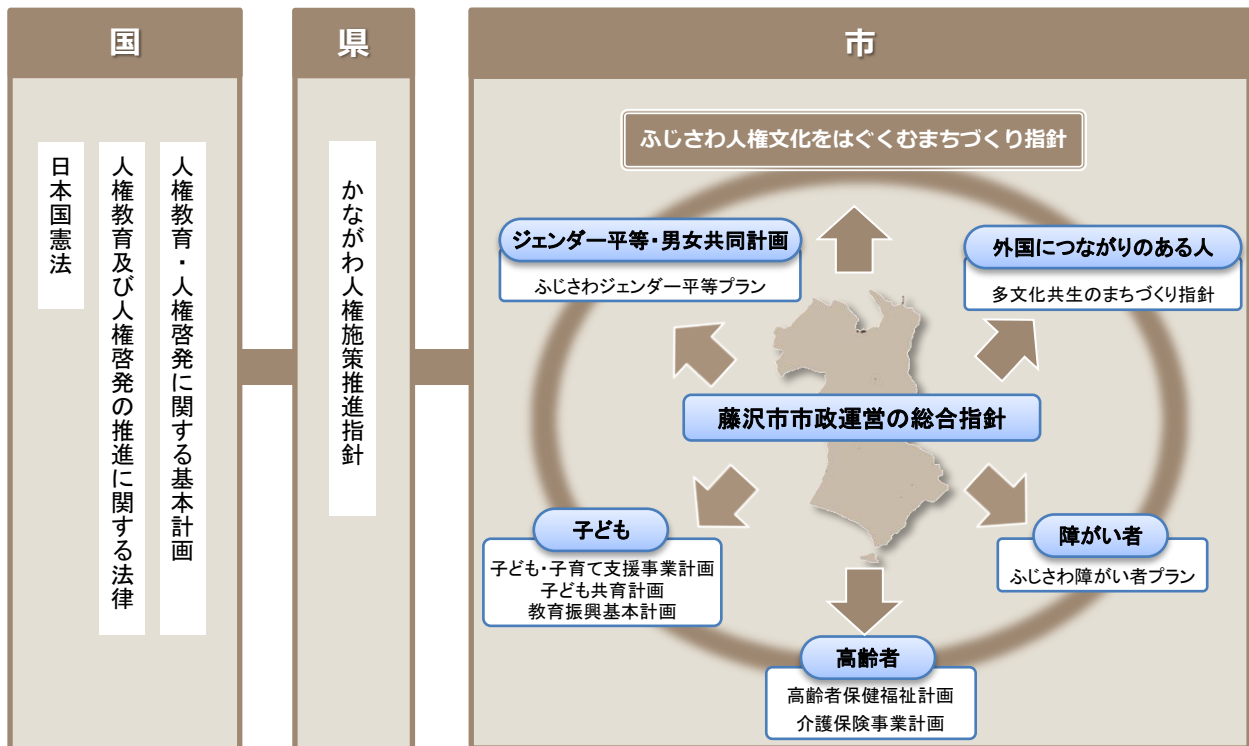 国
日本国憲法
人権教育及び人権啓発の推進に関する法律
人権教育・人権啓発に関する基本計画
県
かながわ人権施策推進指針
市
ふじさわ人権文化をはぐくむまちづくり指針
ジェンダー平等・男女共同計画
ふじさわジェンダー平等プラン
外国につながりのある人
多文化共生のまちづくり指針
藤沢市市政運営の総合指針
子ども
子ども・子育て支援事業計画
子ども共育計画
教育振興基本計画
障がい者
ふじさわ障がい者プラン
高齢者
高齢者保健福祉計画
介護保険事業計画